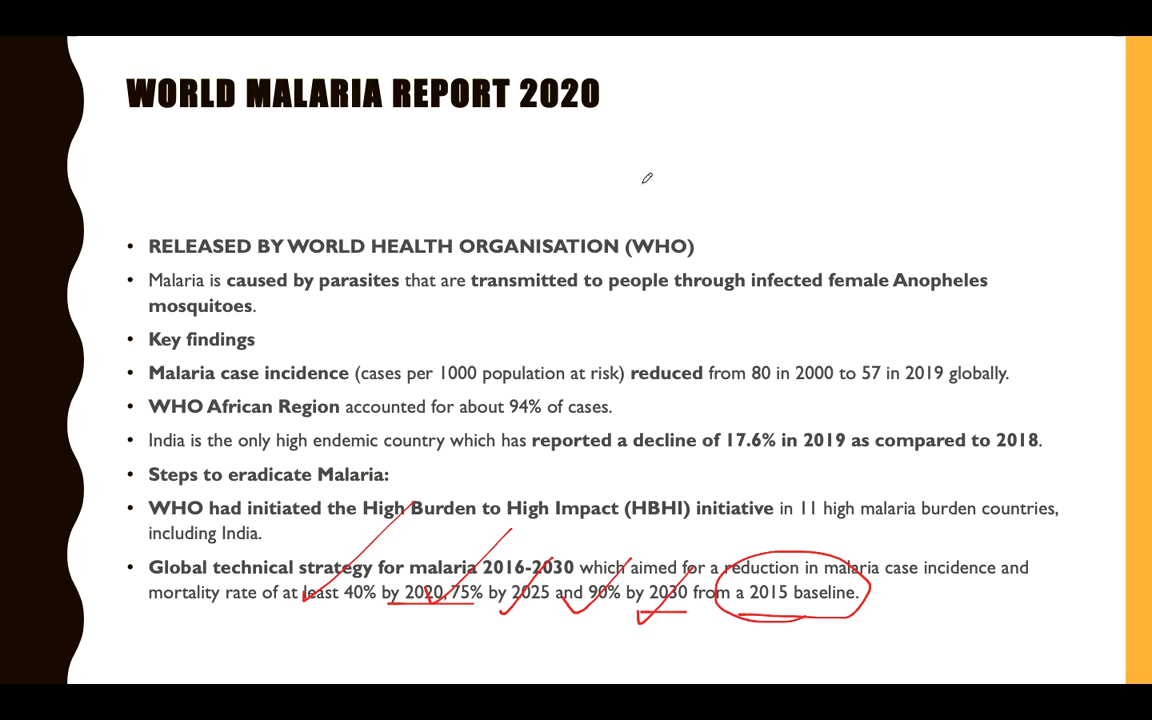 WORLD MALARIA REPORT 2020
• RELEASED BY WORLD HEALTH ORGANISATION (WHO)
• Malaria is caused by parasites that are transmitted to people through infected female Anopheles
mosquitoes.
• Key findings
• Malaria case incidence (cases per 1000 population at risk) reduced from 80 in 2000 to 57 in 2019 globally.
• WHO African Region accounted for about 94% of cases.
• India is the only high endemic country which has reported a decline of 17.6% in 2019 as compared to 2018.
• Steps to eradicate Malaria:
• WHO had initiated the High Burden to High Impact (HBHI) initiative in 11 high malaria burden countries,
including India.
• Global technical strategy for malaria 2016-2030 which aimed for a reduction in malaria case incidence and
mortality rate of at least 40% by 2020, 75% by 2025 and 90% by 2030 from a 2015 baseline.